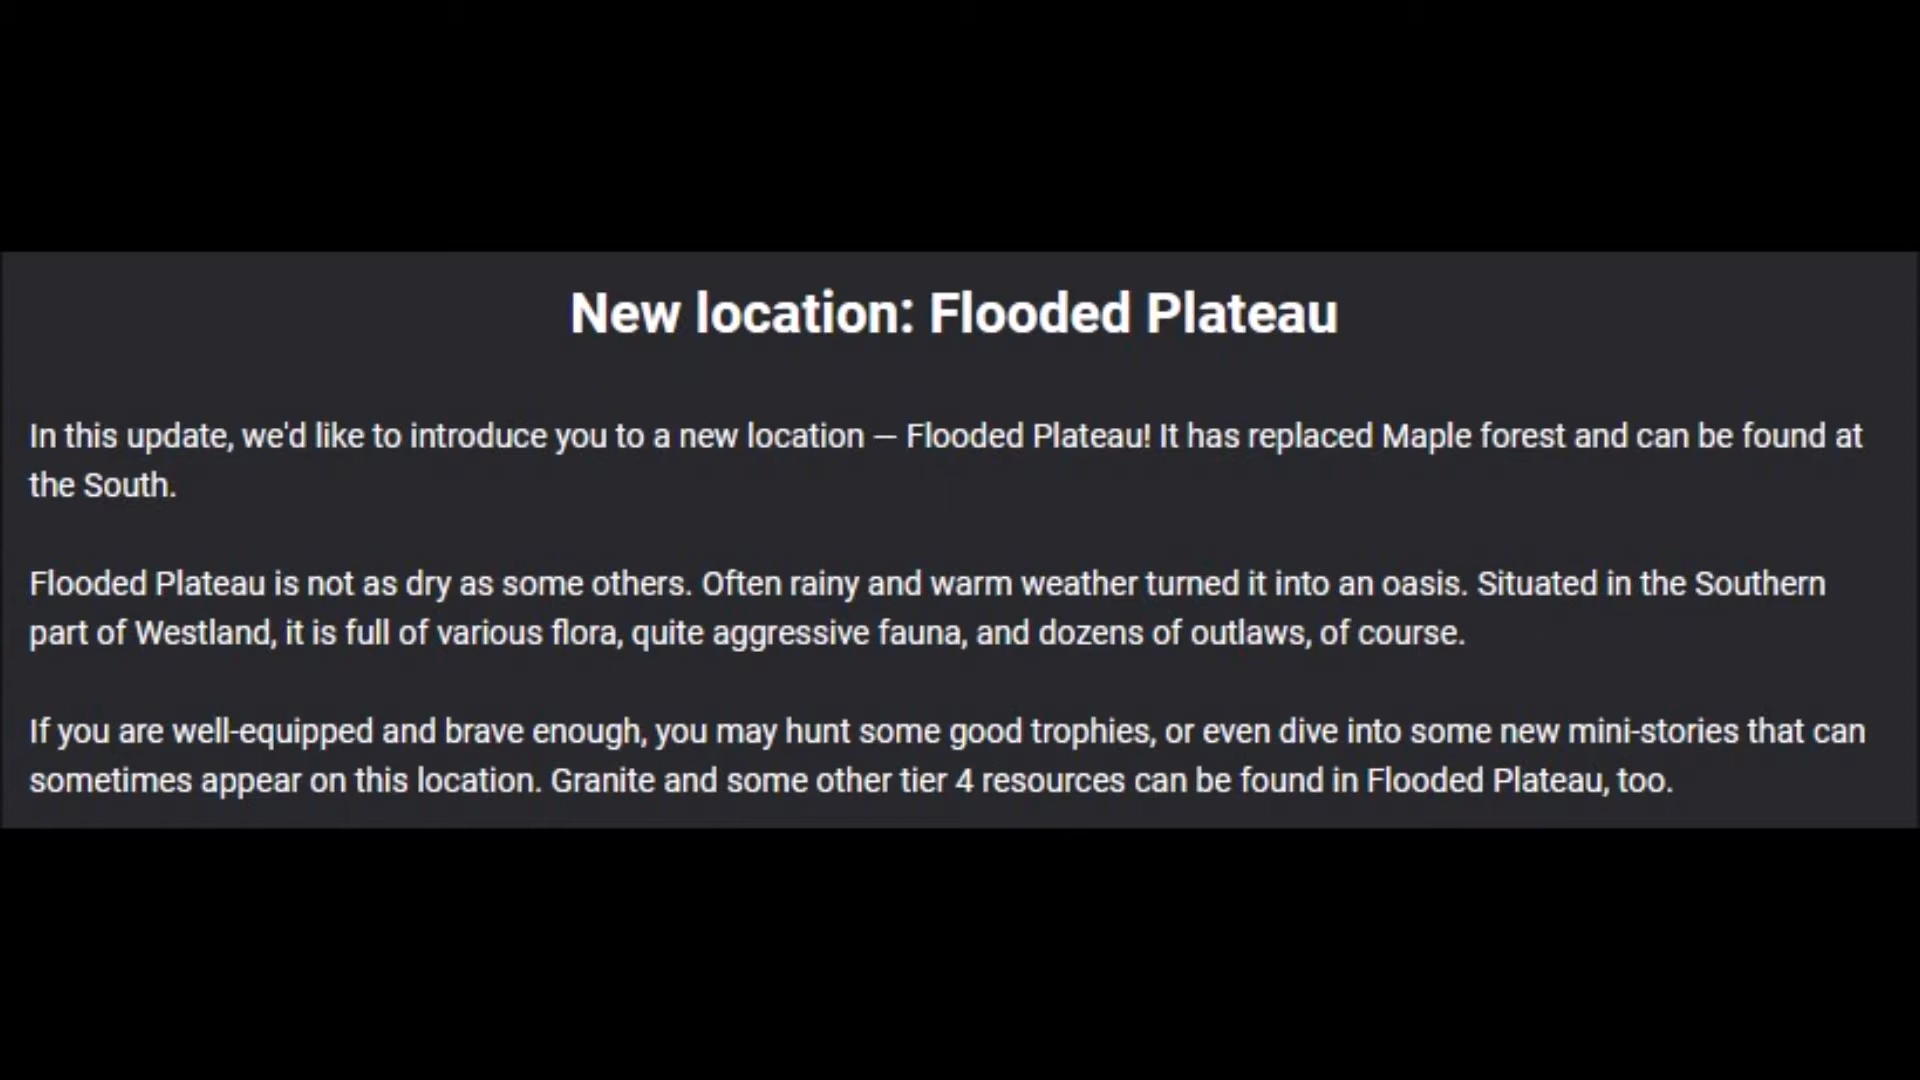 New location: Flooded Plateau
In this update, we'd like to introduce you to a new location — Flooded Plateau! It has replaced Maple forest and can be found at
the South.
Flooded Plateau is not as dry as some others. Often rainy and warm weather turned it into an oasis. Situated in the Southern
part of Westland, it is full of various flora, quite aggressive fauna, and dozens of outlaws, of course.
If you are well-equipped and brave enough, you may hunt some good trophies, or even dive into some new mini-stories that can
sometimes appear on this location. Granite and some other tier 4 resources can be found in Flooded Plateau, too.